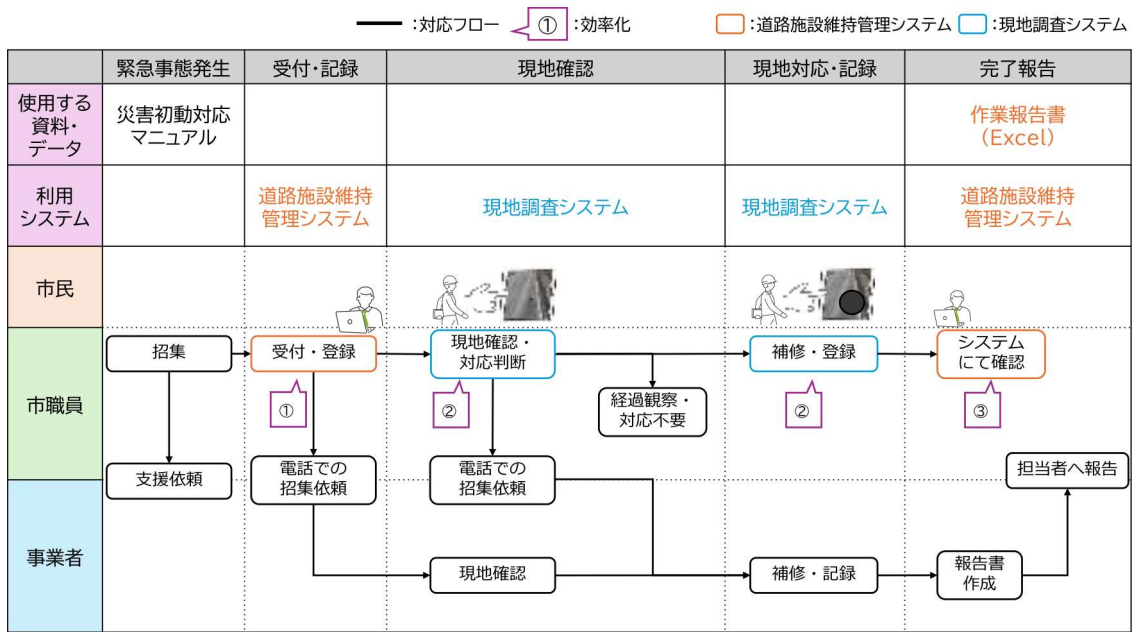 :対応フロー
①
:効率化
:道路施設維持管理システム
:現地調査システム
緊急事態発生
受付・記録
現地確認
現地対応・記録
完了報告
使用する
資料・
データ
災害初動対応
マニュアル
作業報告書
(Excel)
利用
システム
道路施設維持
管理システム
現地調査システム
現地調査システム
道路施設維持
管理システム
市民
市職員
招集
受付・登録
現地確認・
対応判断
補修・登録
システム
にて確認
①
②
経過観察・
対応不要
②
③
支援依頼
電話での
招集依頼
電話での
招集依頼
担当者へ報告
事業者
現地確認
補修・記録
報告書
作成